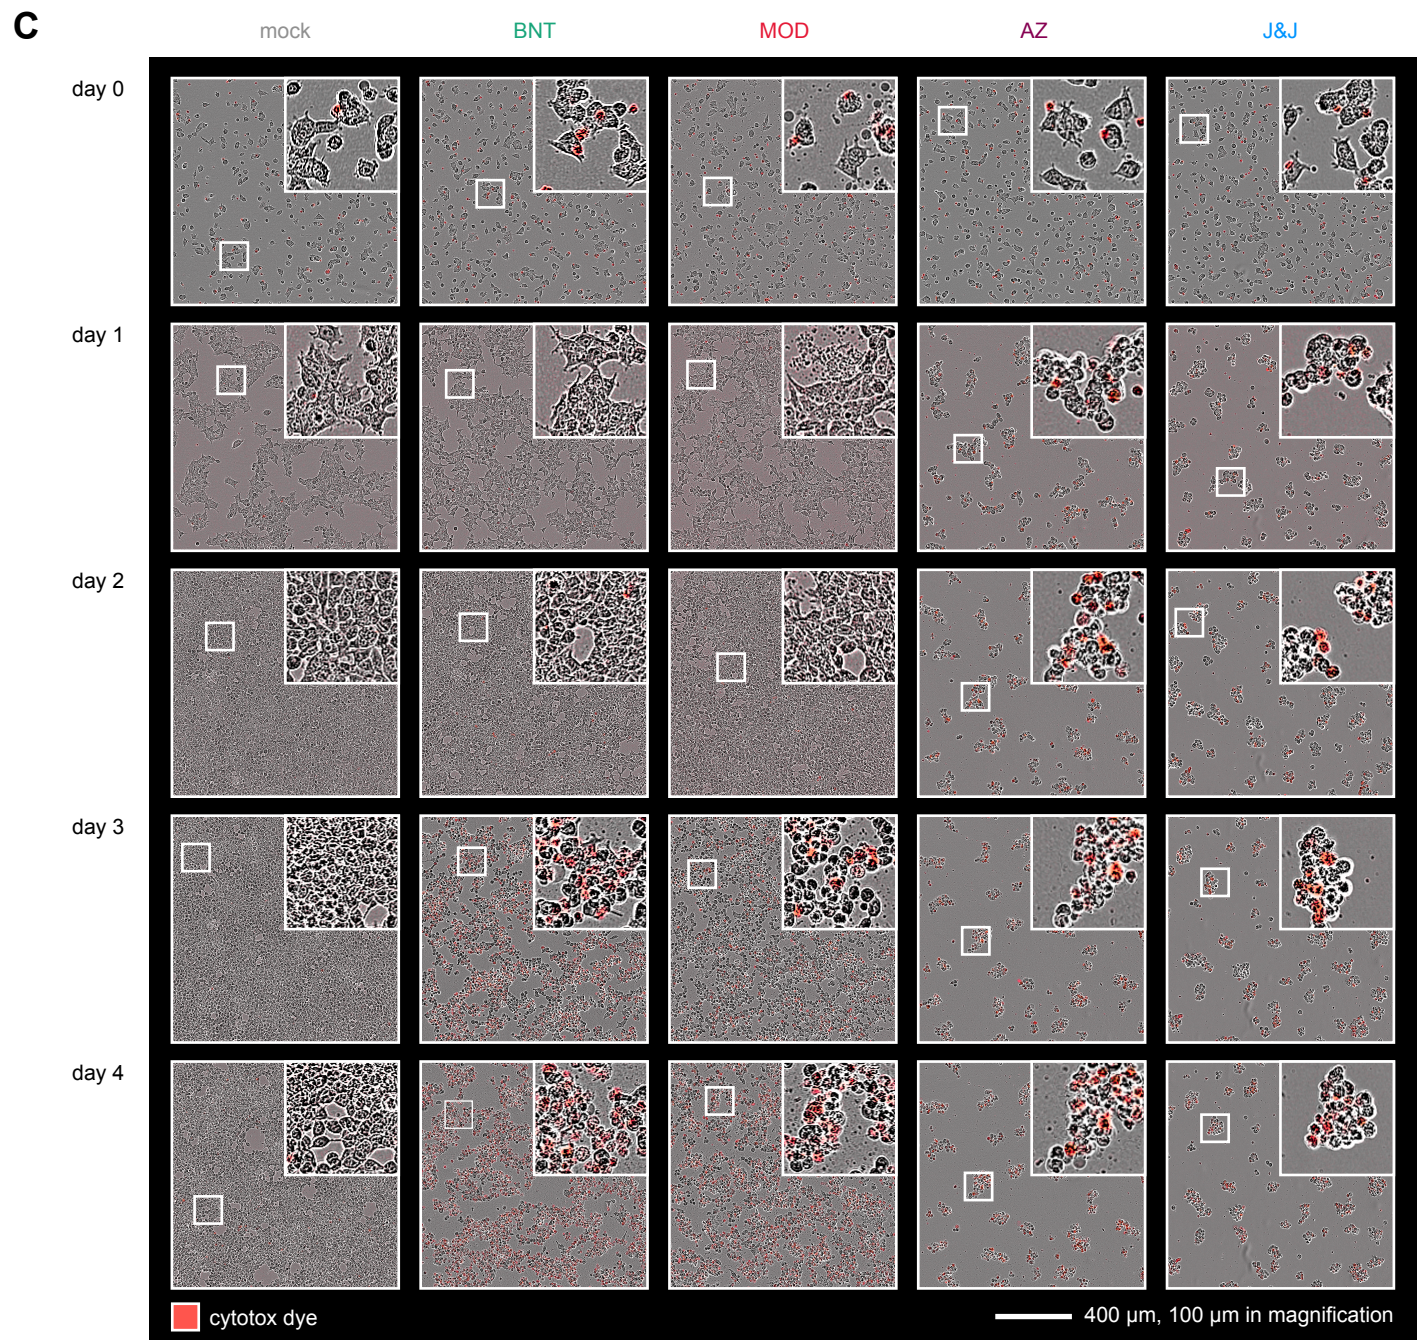 C
mock BNT MOD AZ J&J
day 0
day 1
day 2
day 3
day 4
cytotox dye
400 µm, 100 µm in magnification